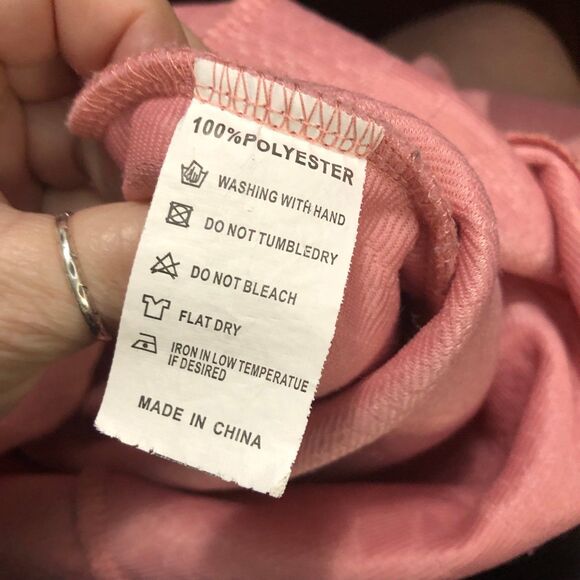 100%POLYESTER
WASHING WITH HAND
DO NOT TUMBLEDRY
DO NOT BLEACH
FLAT DRY
IRON IN LOW TEMPERATUE
IF DESIRED
MADE IN CHINA